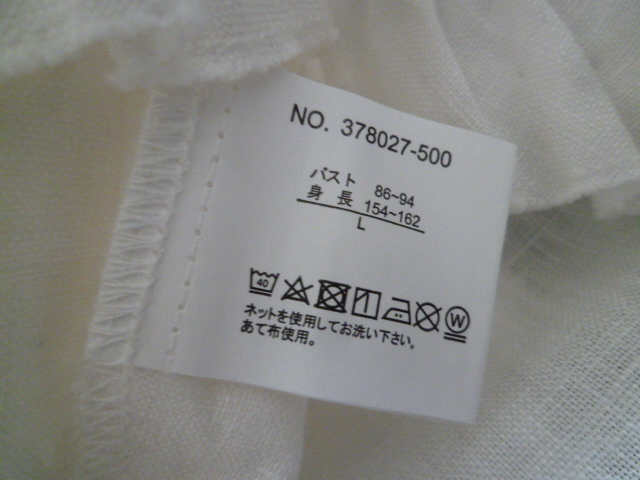 NO. 378027-500
バスト 86~94
身長 154~162
L
40
W
ネットを使用してお洗い下さい。
あて布使用。